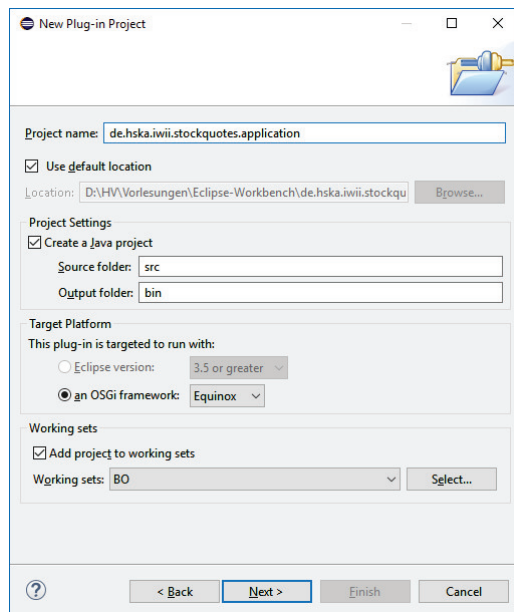 New Plug-in Project
Project name: de.hska.iwii.stockquotes.application
Use default location
Location: D:\HV\Vorlesungen\Eclipse-Workbench\de.hska.iwii.stockqu Browse...
Project Settings
Create a Java project
Source folder: src
Output folder: bin
Target Platform
This plug-in is targeted to run with:
Eclipse version: 3.5 or greater
an OSGi framework: Equinox
Working sets
Add project to working sets
Working sets: BO Select...
? < Back Next > Finish Cancel